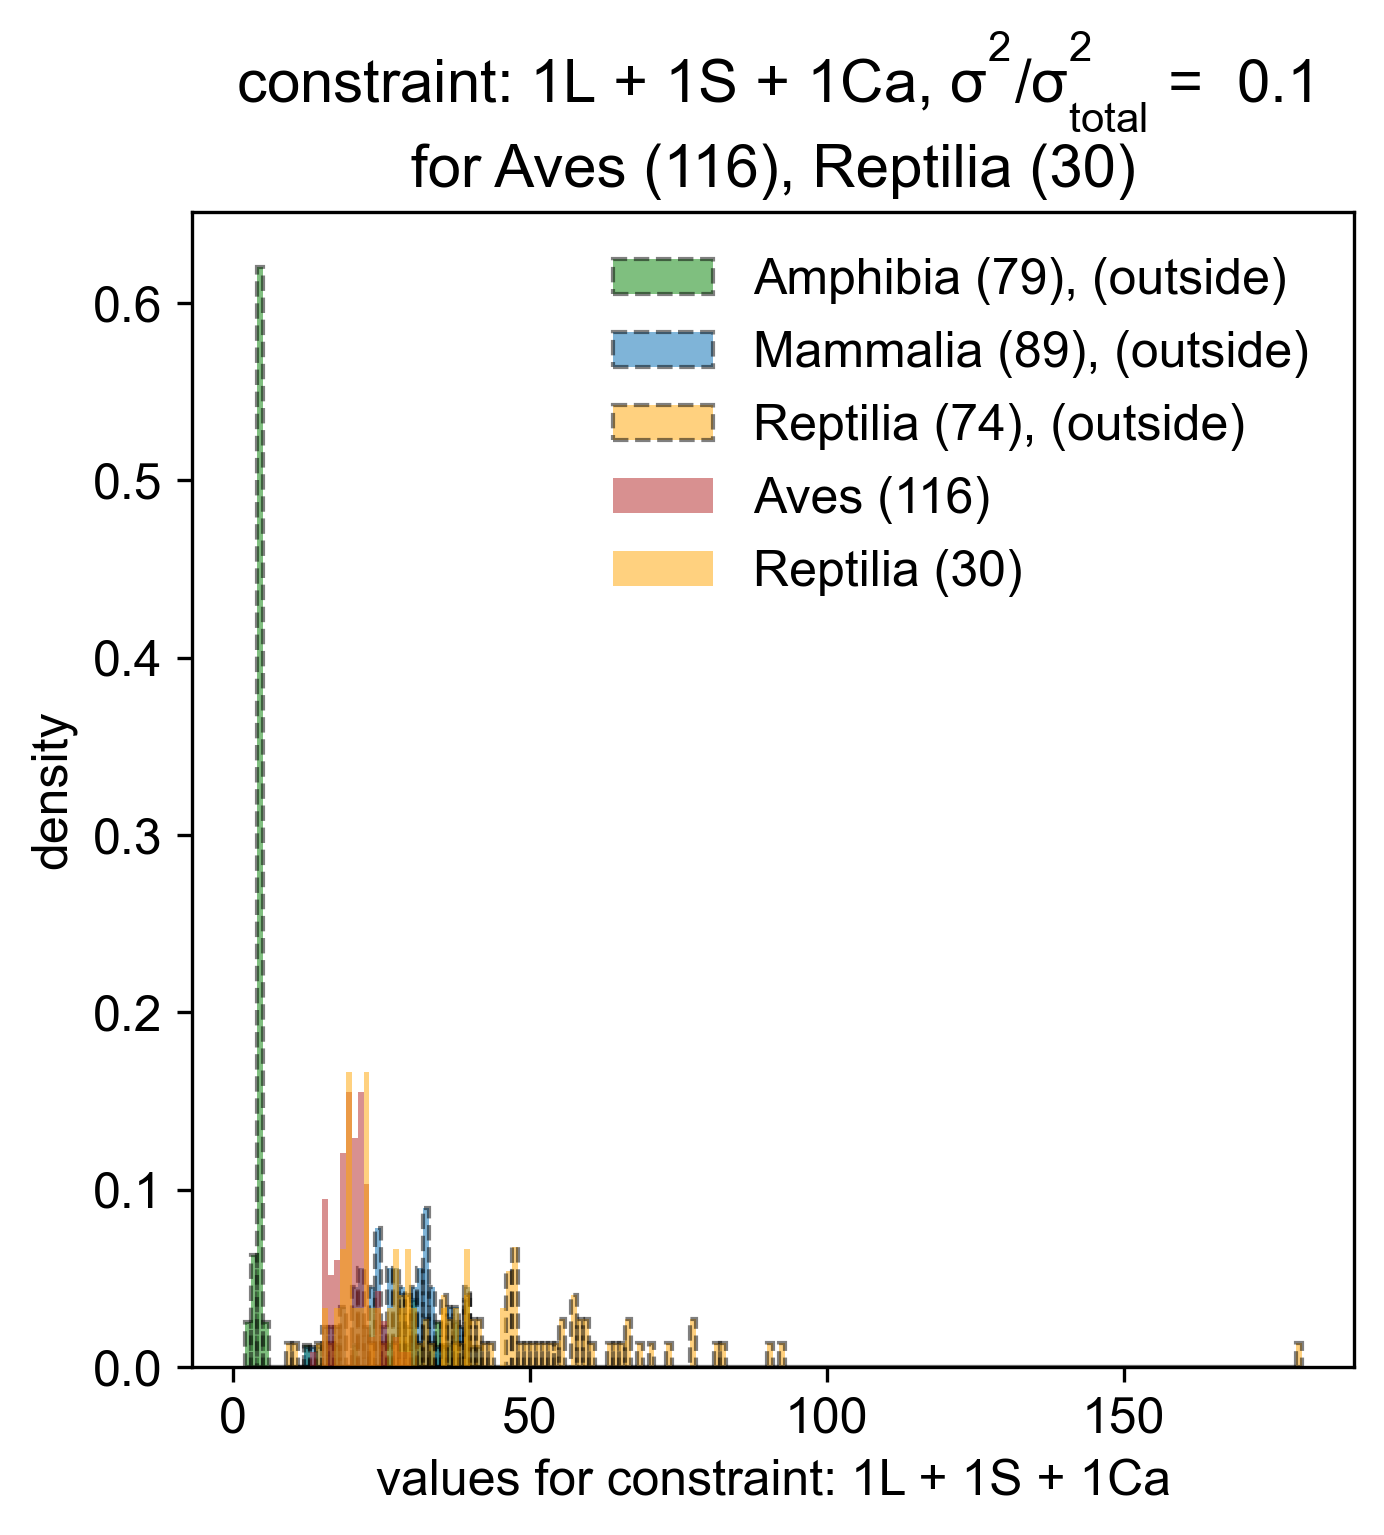 constraint: 1L + 1S + 1Ca, σ²/σ²total = 0.1
for Aves (116), Reptilia (30)
Amphibia (79), (outside)
Mammalia (89), (outside)
Reptilia (74), (outside)
Aves (116)
Reptilia (30)
density
0.6
0.5
0.4
0.3
0.2
0.1
0.0
0 50 100 150
values for constraint: 1L + 1S + 1Ca